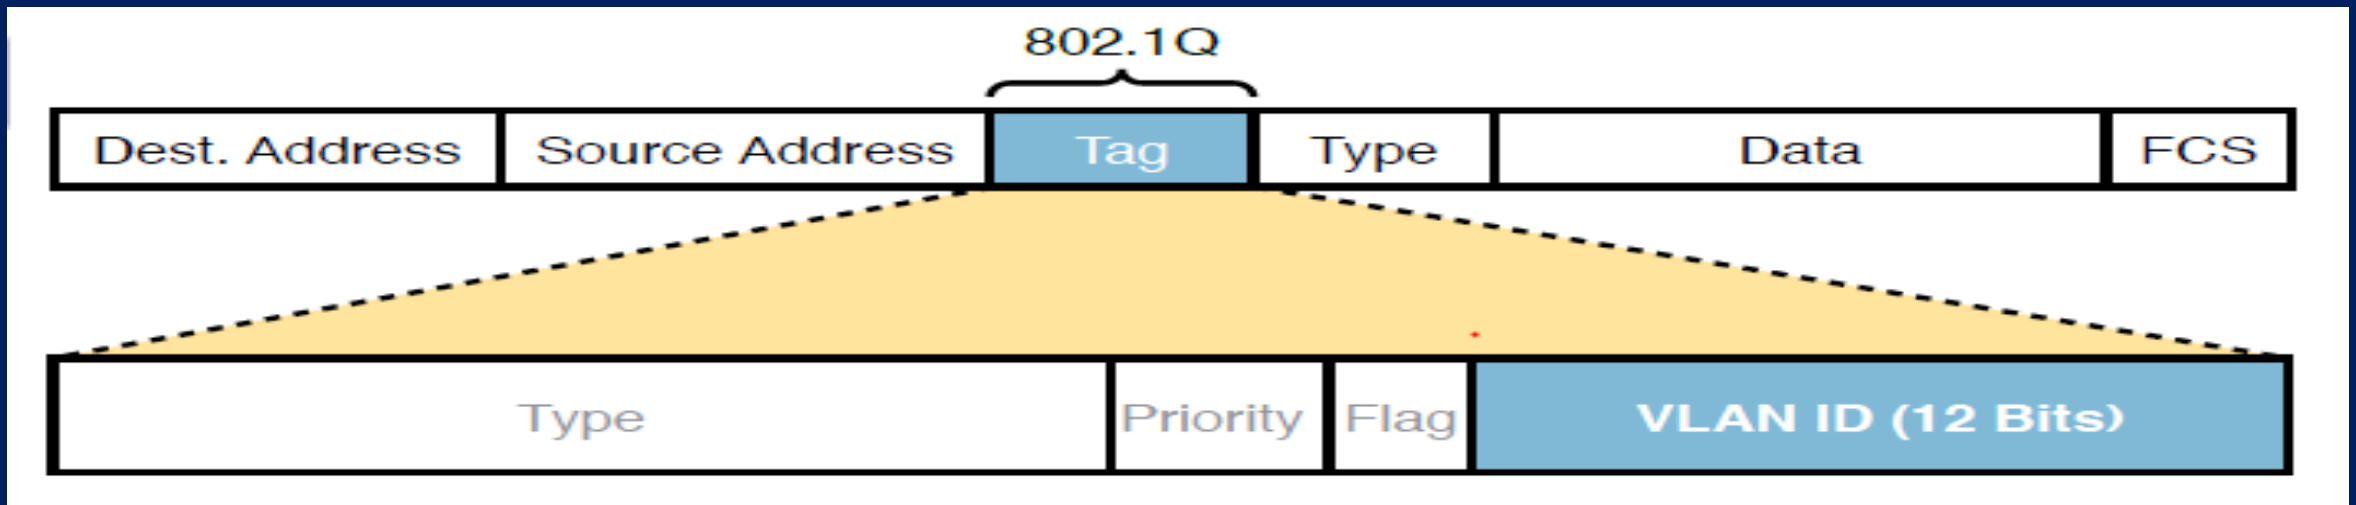 802.1Q
Dest. Address Source Address Tag Type Data FCS
Type Priority Flag VLAN ID (12 Bits)